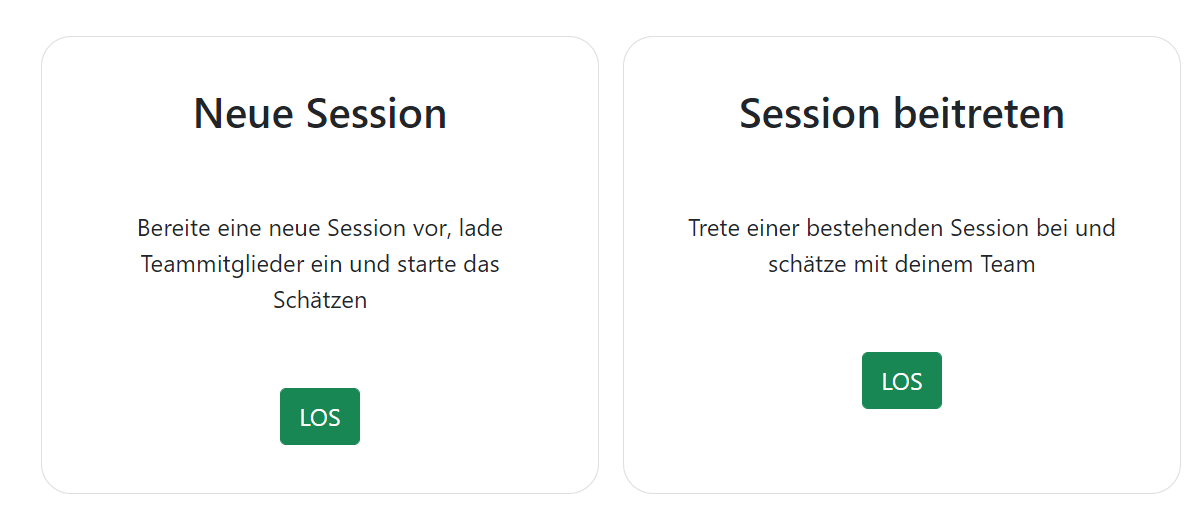 Neue Session
Bereite eine neue Session vor, lade
Teammitglieder ein und starte das
Schätzen
LOS
Session beitreten
Trete einer bestehenden Session bei und
schätze mit deinem Team
LOS